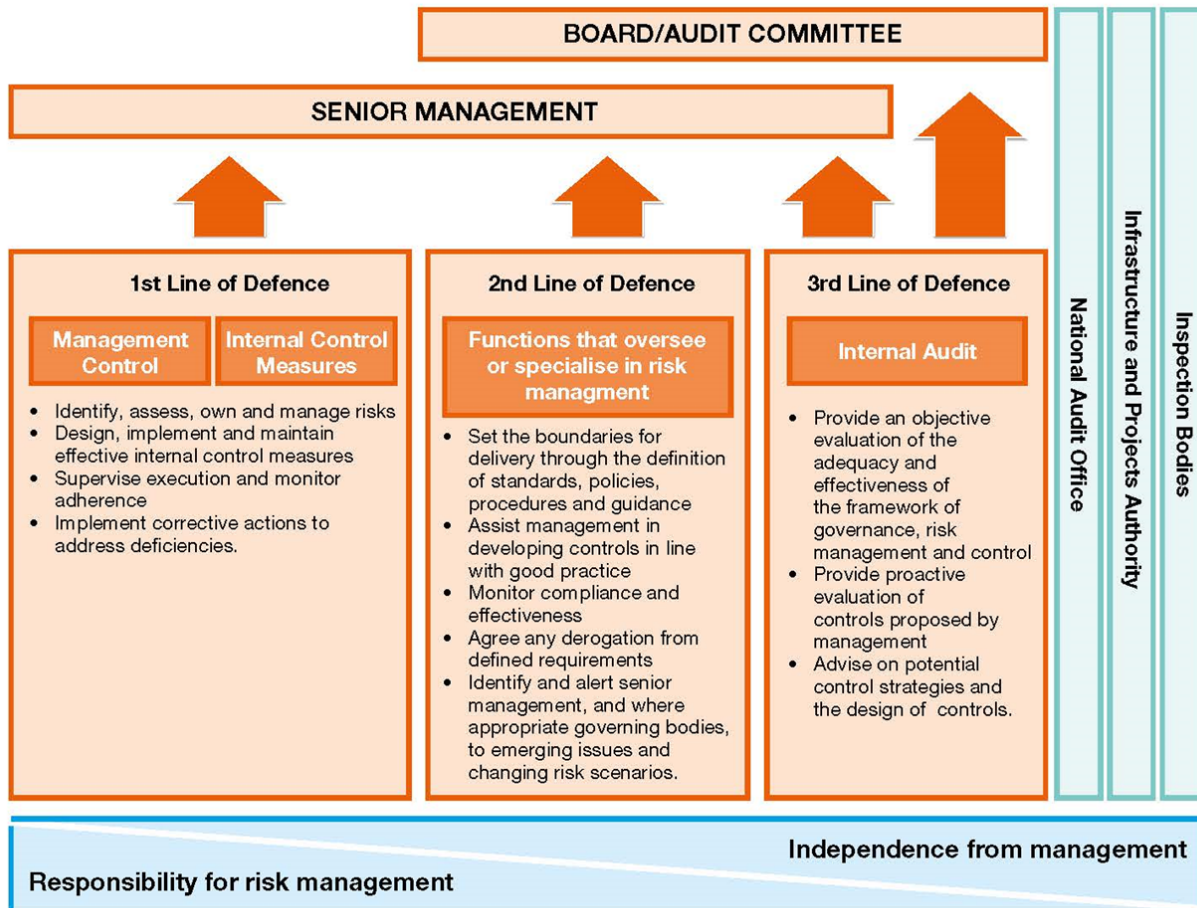 BOARD/AUDIT COMMITTEE
SENIOR MANAGEMENT
1st Line of Defence
Management
Control
Internal Control
Measures
• Identify, assess, own and manage risks
• Design, implement and maintain
effective internal control measures
• Supervise execution and monitor
adherence
• Implement corrective actions to
address deficiencies.
2nd Line of Defence
Functions that oversee
or specialise in risk
managment
• Set the boundaries for
delivery through the definition
of standards, policies,
procedures and guidance
• Assist management in
developing controls in line
with good practice
• Monitor compliance and
effectiveness
• Agree any derogation from
defined requirements
• Identify and alert senior
management, and where
appropriate governing bodies,
to emerging issues and
changing risk scenarios.
3rd Line of Defence
Internal Audit
• Provide an objective
evaluation of the
adequacy and
effectiveness of
the framework of
governance, risk
management and control
• Provide proactive
evaluation of
controls proposed by
management
• Advise on potential
control strategies and
the design of controls.
National Audit Office
Infrastructure and Projects Authority
Inspection Bodies
Independence from management
Responsibility for risk management